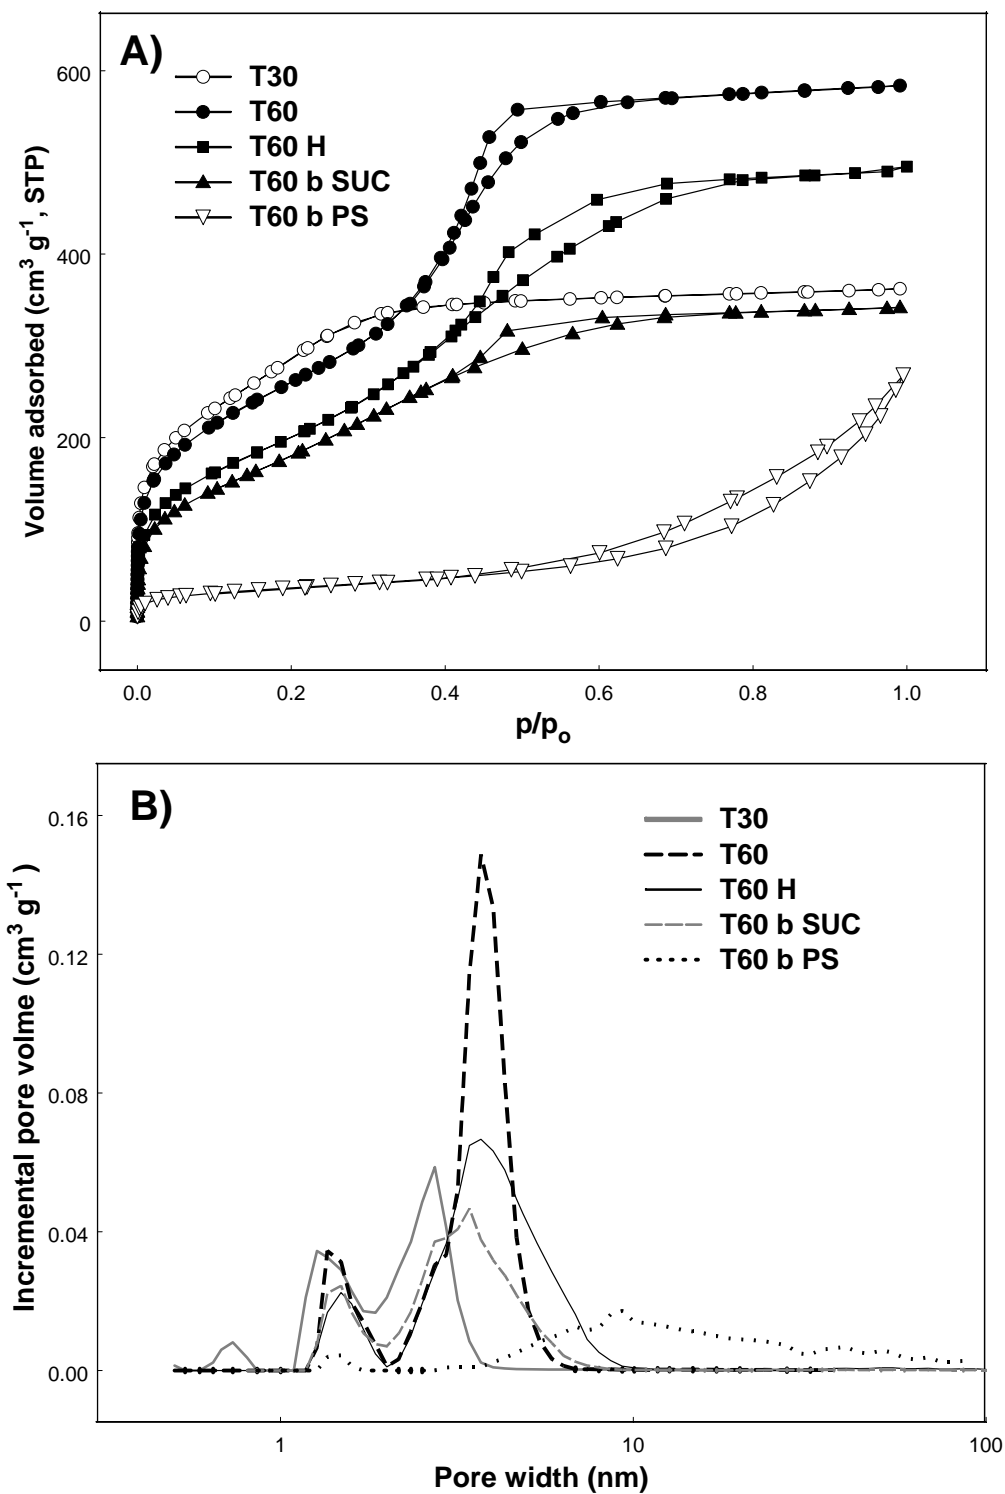 A)
T30
T60
T60 H
T60 b SUC
T60 b PS
Volume adsorbed (cm³ g⁻¹, STP)
600
400
200
0
0.0 0.2 0.4 0.6 0.8 1.0
p/pₒ
B)
T30
T60
T60 H
T60 b SUC
T60 b PS
Incremental pore volme (cm³ g⁻¹ )
0.16
0.12
0.08
0.04
0.00
1 10 100
Pore width (nm)